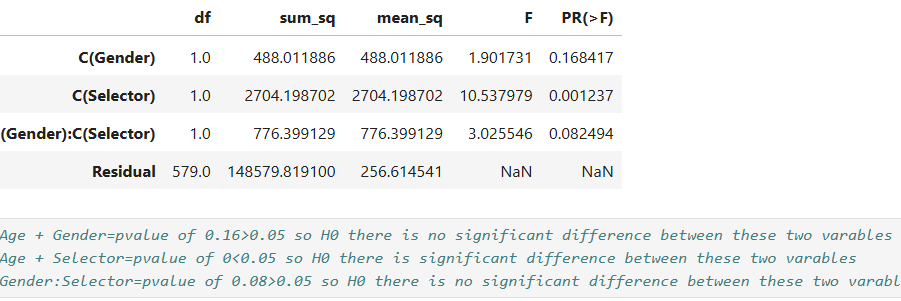 df sum_sq mean_sq F PR(>F)
C(Gender) 1.0 488.011886 488.011886 1.901731 0.168417
C(Selector) 1.0 2704.198702 2704.198702 10.537979 0.001237
(Gender):C(Selector) 1.0 776.399129 776.399129 3.025546 0.082494
Residual 579.0 148579.819100 256.614541 NaN NaN
Age + Gender=pvalue of 0.16>0.05 so H0 there is no significant difference between these two varables
Age + Selector=pvalue of 0<0.05 so H0 there is significant difference between these two varables
Gender:Selector=pvalue of 0.08>0.05 so H0 there is no significant difference between these two varabl